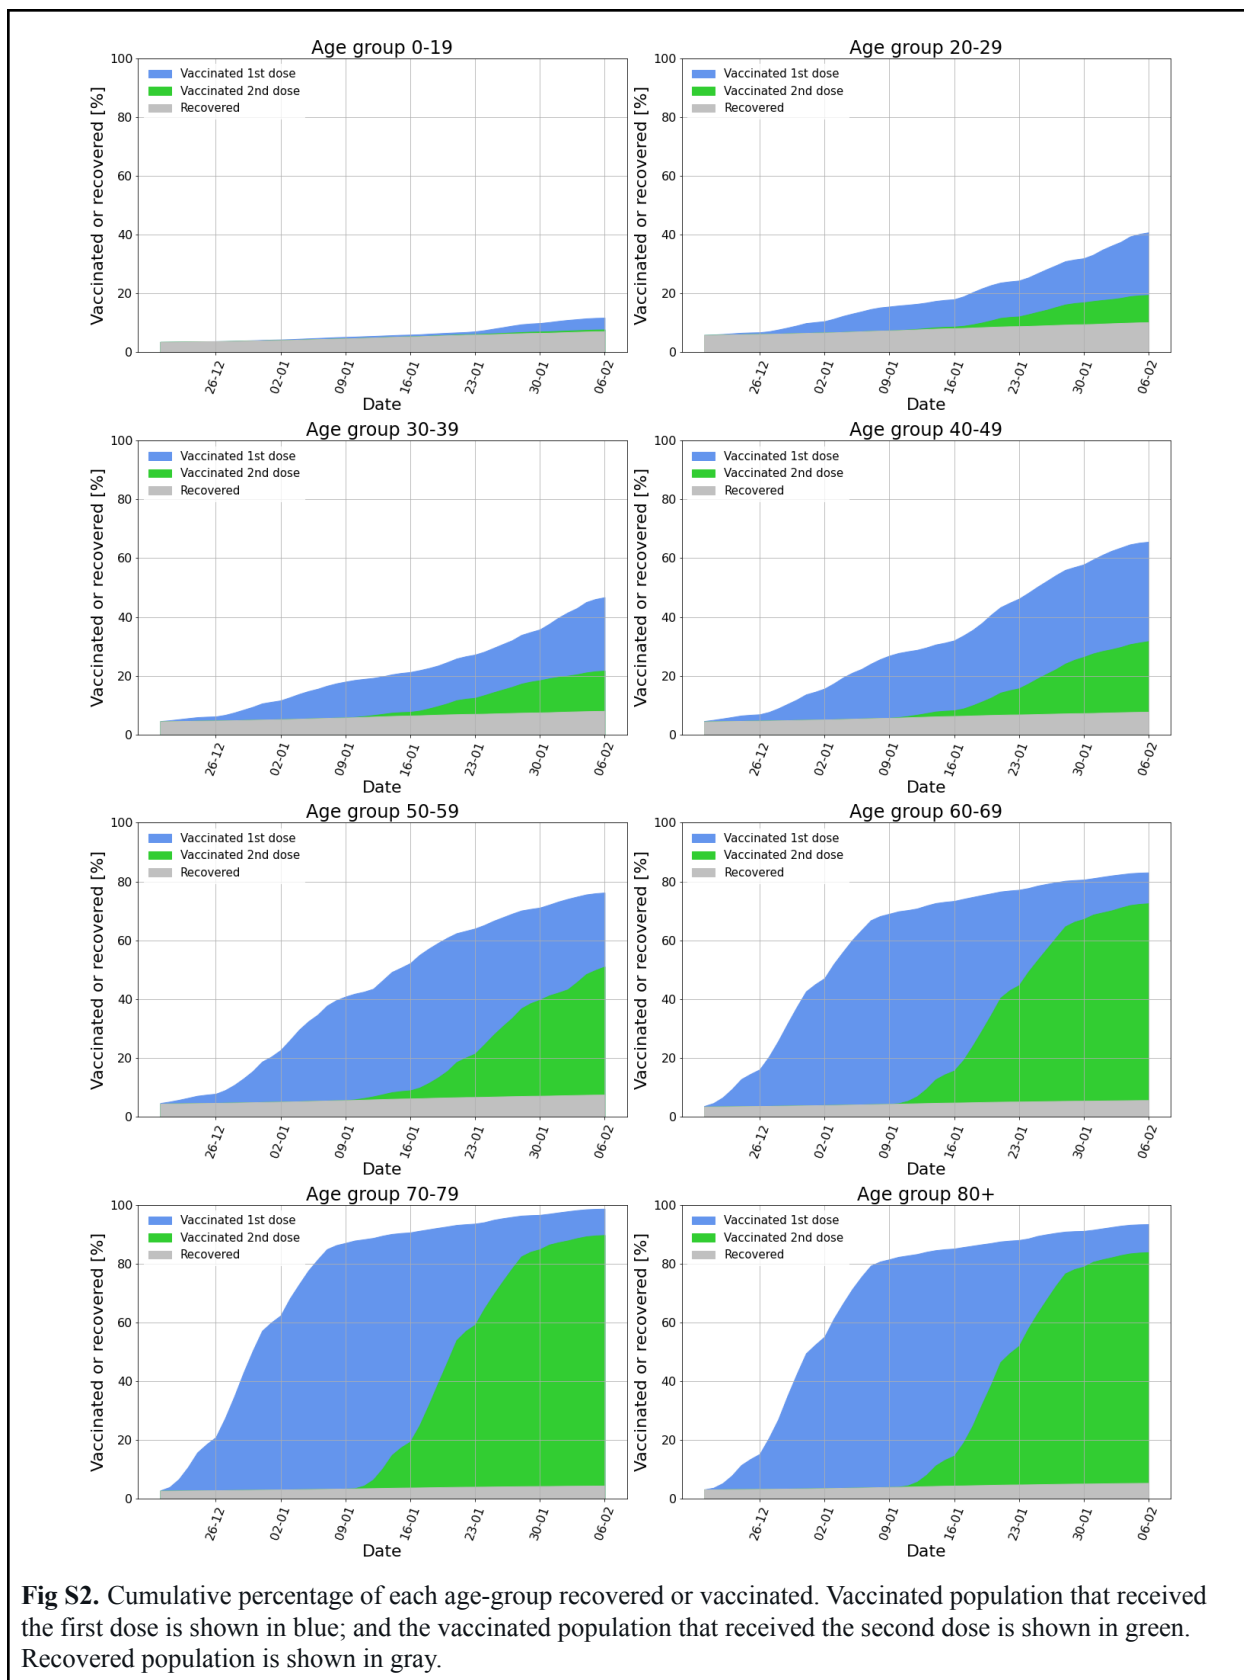 Age group 0-19
Vaccinated or recovered [%]
100
80
60
40
20
0
Vaccinated 1st dose
Vaccinated 2nd dose
Recovered
26-12
02-01
09-01
16-01
23-01
30-01
06-02
Date
Age group 20-29
Vaccinated or recovered [%]
100
80
60
40
20
0
Vaccinated 1st dose
Vaccinated 2nd dose
Recovered
26-12
02-01
09-01
16-01
23-01
30-01
06-02
Date
Age group 30-39
Vaccinated or recovered [%]
100
80
60
40
20
0
Vaccinated 1st dose
Vaccinated 2nd dose
Recovered
26-12
02-01
09-01
16-01
23-01
30-01
06-02
Date
Age group 40-49
Vaccinated or recovered [%]
100
80
60
40
20
0
Vaccinated 1st dose
Vaccinated 2nd dose
Recovered
26-12
02-01
09-01
16-01
23-01
30-01
06-02
Date
Age group 50-59
Vaccinated or recovered [%]
100
80
60
40
20
0
Vaccinated 1st dose
Vaccinated 2nd dose
Recovered
26-12
02-01
09-01
16-01
23-01
30-01
06-02
Date
Age group 60-69
Vaccinated or recovered [%]
100
80
60
40
20
0
Vaccinated 1st dose
Vaccinated 2nd dose
Recovered
26-12
02-01
09-01
16-01
23-01
30-01
06-02
Date
Age group 70-79
Vaccinated or recovered [%]
100
80
60
40
20
0
Vaccinated 1st dose
Vaccinated 2nd dose
Recovered
26-12
02-01
09-01
16-01
23-01
30-01
06-02
Date
Age group 80+
Vaccinated or recovered [%]
100
80
60
40
20
0
Vaccinated 1st dose
Vaccinated 2nd dose
Recovered
26-12
02-01
09-01
16-01
23-01
30-01
06-02
Date
Fig S2. Cumulative percentage of each age-group recovered or vaccinated. Vaccinated population that received
the first dose is shown in blue; and the vaccinated population that received the second dose is shown in green.
Recovered population is shown in gray.